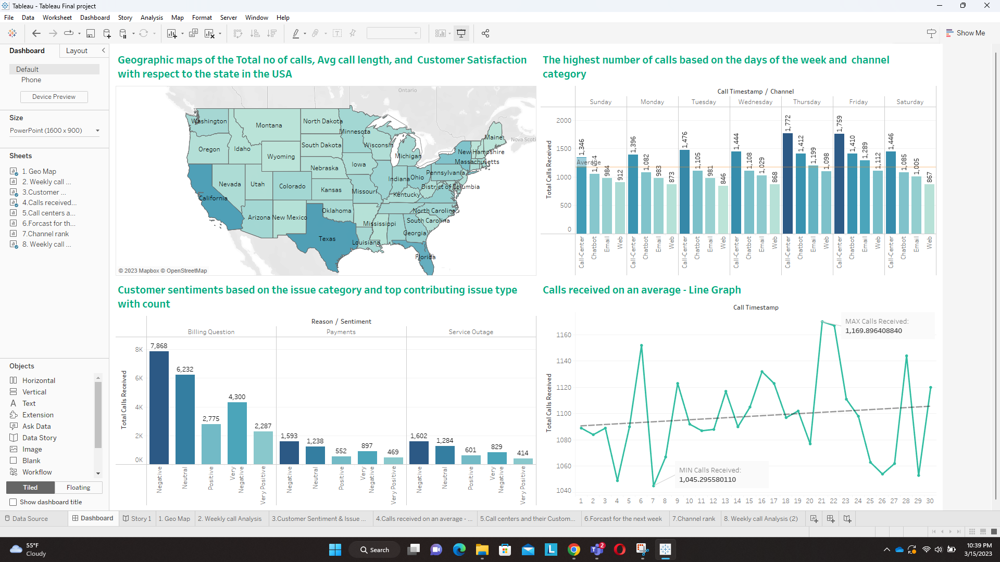 Tableau - Tableau Final project
File Data Worksheet Dashboard Story Analysis Map Format Server Window Help
Show Me
Dashboard Layout
Default
Phone
Device Preview
Size
PowerPoint (1600 x 900)
Sheets
1. Geo Map
2. Weekly call ...
3.Customer ...
4.Calls received...
5.Call centers a...
6.Forcast for th...
7.Channel rank
8. Weekly call ...
Objects
Horizontal
Vertical
Text
Extension
Ask Data
Data Story
Image
Blank
Workflow
Tiled Floating
Show dashboard title
Geographic maps of the Total no of calls, Avg call length, and Customer Satisfaction
with respect to the state in the USA
Ontario
Nova Scoti
Washington
Montana
North Dakota
Minnesota
Maine
Oregon
Idaho
South Dakota
Wisconsin
Wyoming
Michigan
New Hampshire
Massachusetts
Nebraska
Iowa
Pennsylvania
Nevada
Utah
Colorado
Indiana
Ohio
District of Columbia
Kansas
Missouri
Kentucky
California
Oklahoma
North Carolina
Arizona
New Mexico
Mississippi
South Carolina
Georgia
Texas
Louisiana
Florida
© 2023 Mapbox © OpenStreetMap
The highest number of calls based on the days of the week and channel
category
Call Timestamp / Channel
Sunday Monday Tuesday Wednesday Thursday Friday Saturday
Total Calls Received
2000
1500
1000
500
0
Average
1,346 984 912
1,396 1,082 983 873
1,476 1,105 981 846
1,444 1,108 1,029 868
1,772 1,412 1,199 1,098
1,759 1,410 1,289 1,112
1,446 1,085 1,005 867
Call-Center Chatbot Email Web
Call-Center Chatbot Email Web
Call-Center Chatbot Email Web
Call-Center Chatbot Email Web
Call-Center Chatbot Email Web
Call-Center Chatbot Email Web
Call-Center Chatbot Email Web
Customer sentiments based on the issue category and top contributing issue type
with count
Reason / Sentiment
Billing Question Payments Service Outage
Total Calls Received
8K
6K
4K
2K
0K
7,868 6,232 2,775 4,300 2,287
1,593 1,238 552 897 469
1,602 1,284 601 829 414
Negative Neutral Positive Very Negative Very Positive
Negative Neutral Positive Very Negative Very Positive
Negative Neutral Positive Very Negative Very Positive
Calls received on an average - Line Graph
Call Timestamp
Total Calls Received
1160
1140
1120
1100
1080
1060
1040
MAX Calls Received:
1,169.896408840
MIN Calls Received:
1,045.295580110
1 2 3 4 5 6 7 8 9 10 11 12 13 14 15 16 17 18 19 20 21 22 23 24 25 26 27 28 29 30
Data Source Dashboard Story 1 1. Geo Map 2. Weekly call Analysis 3.Customer Sentiment & Issue ... 4.Calls received on an average - ... 5.Call centers and their Custom... 6.Forcast for the next week 7.Channel rank 8. Weekly call Analysis (2)
55°F
Cloudy
Search
L
2
10:39 PM
3/15/2023